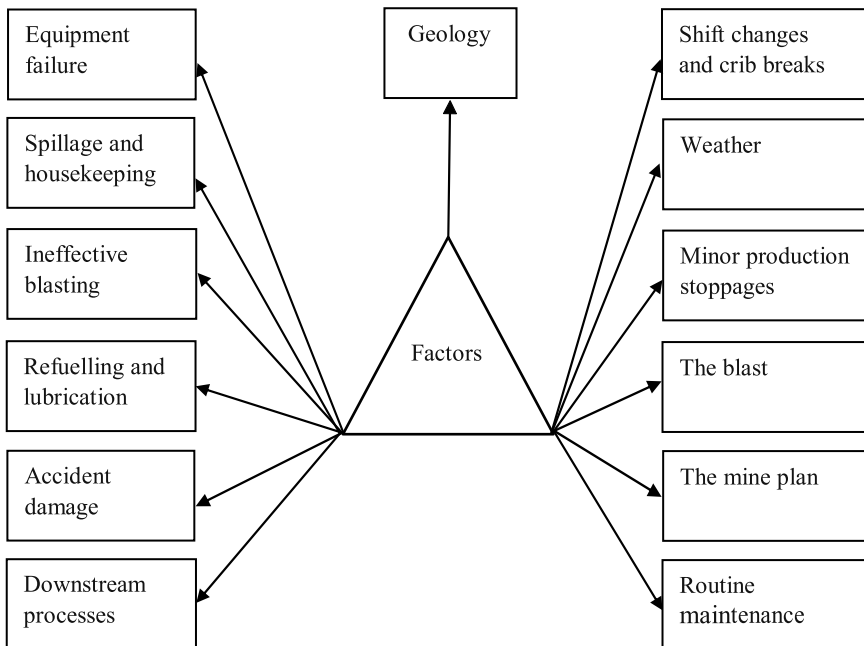 Equipment
failure
Spillage and
housekeeping
Ineffective
blasting
Refuelling and
lubrication
Accident
damage
Downstream
processes
Geology
Factors
Shift changes
and crib breaks
Weather
Minor production
stoppages
The blast
The mine plan
Routine
maintenance